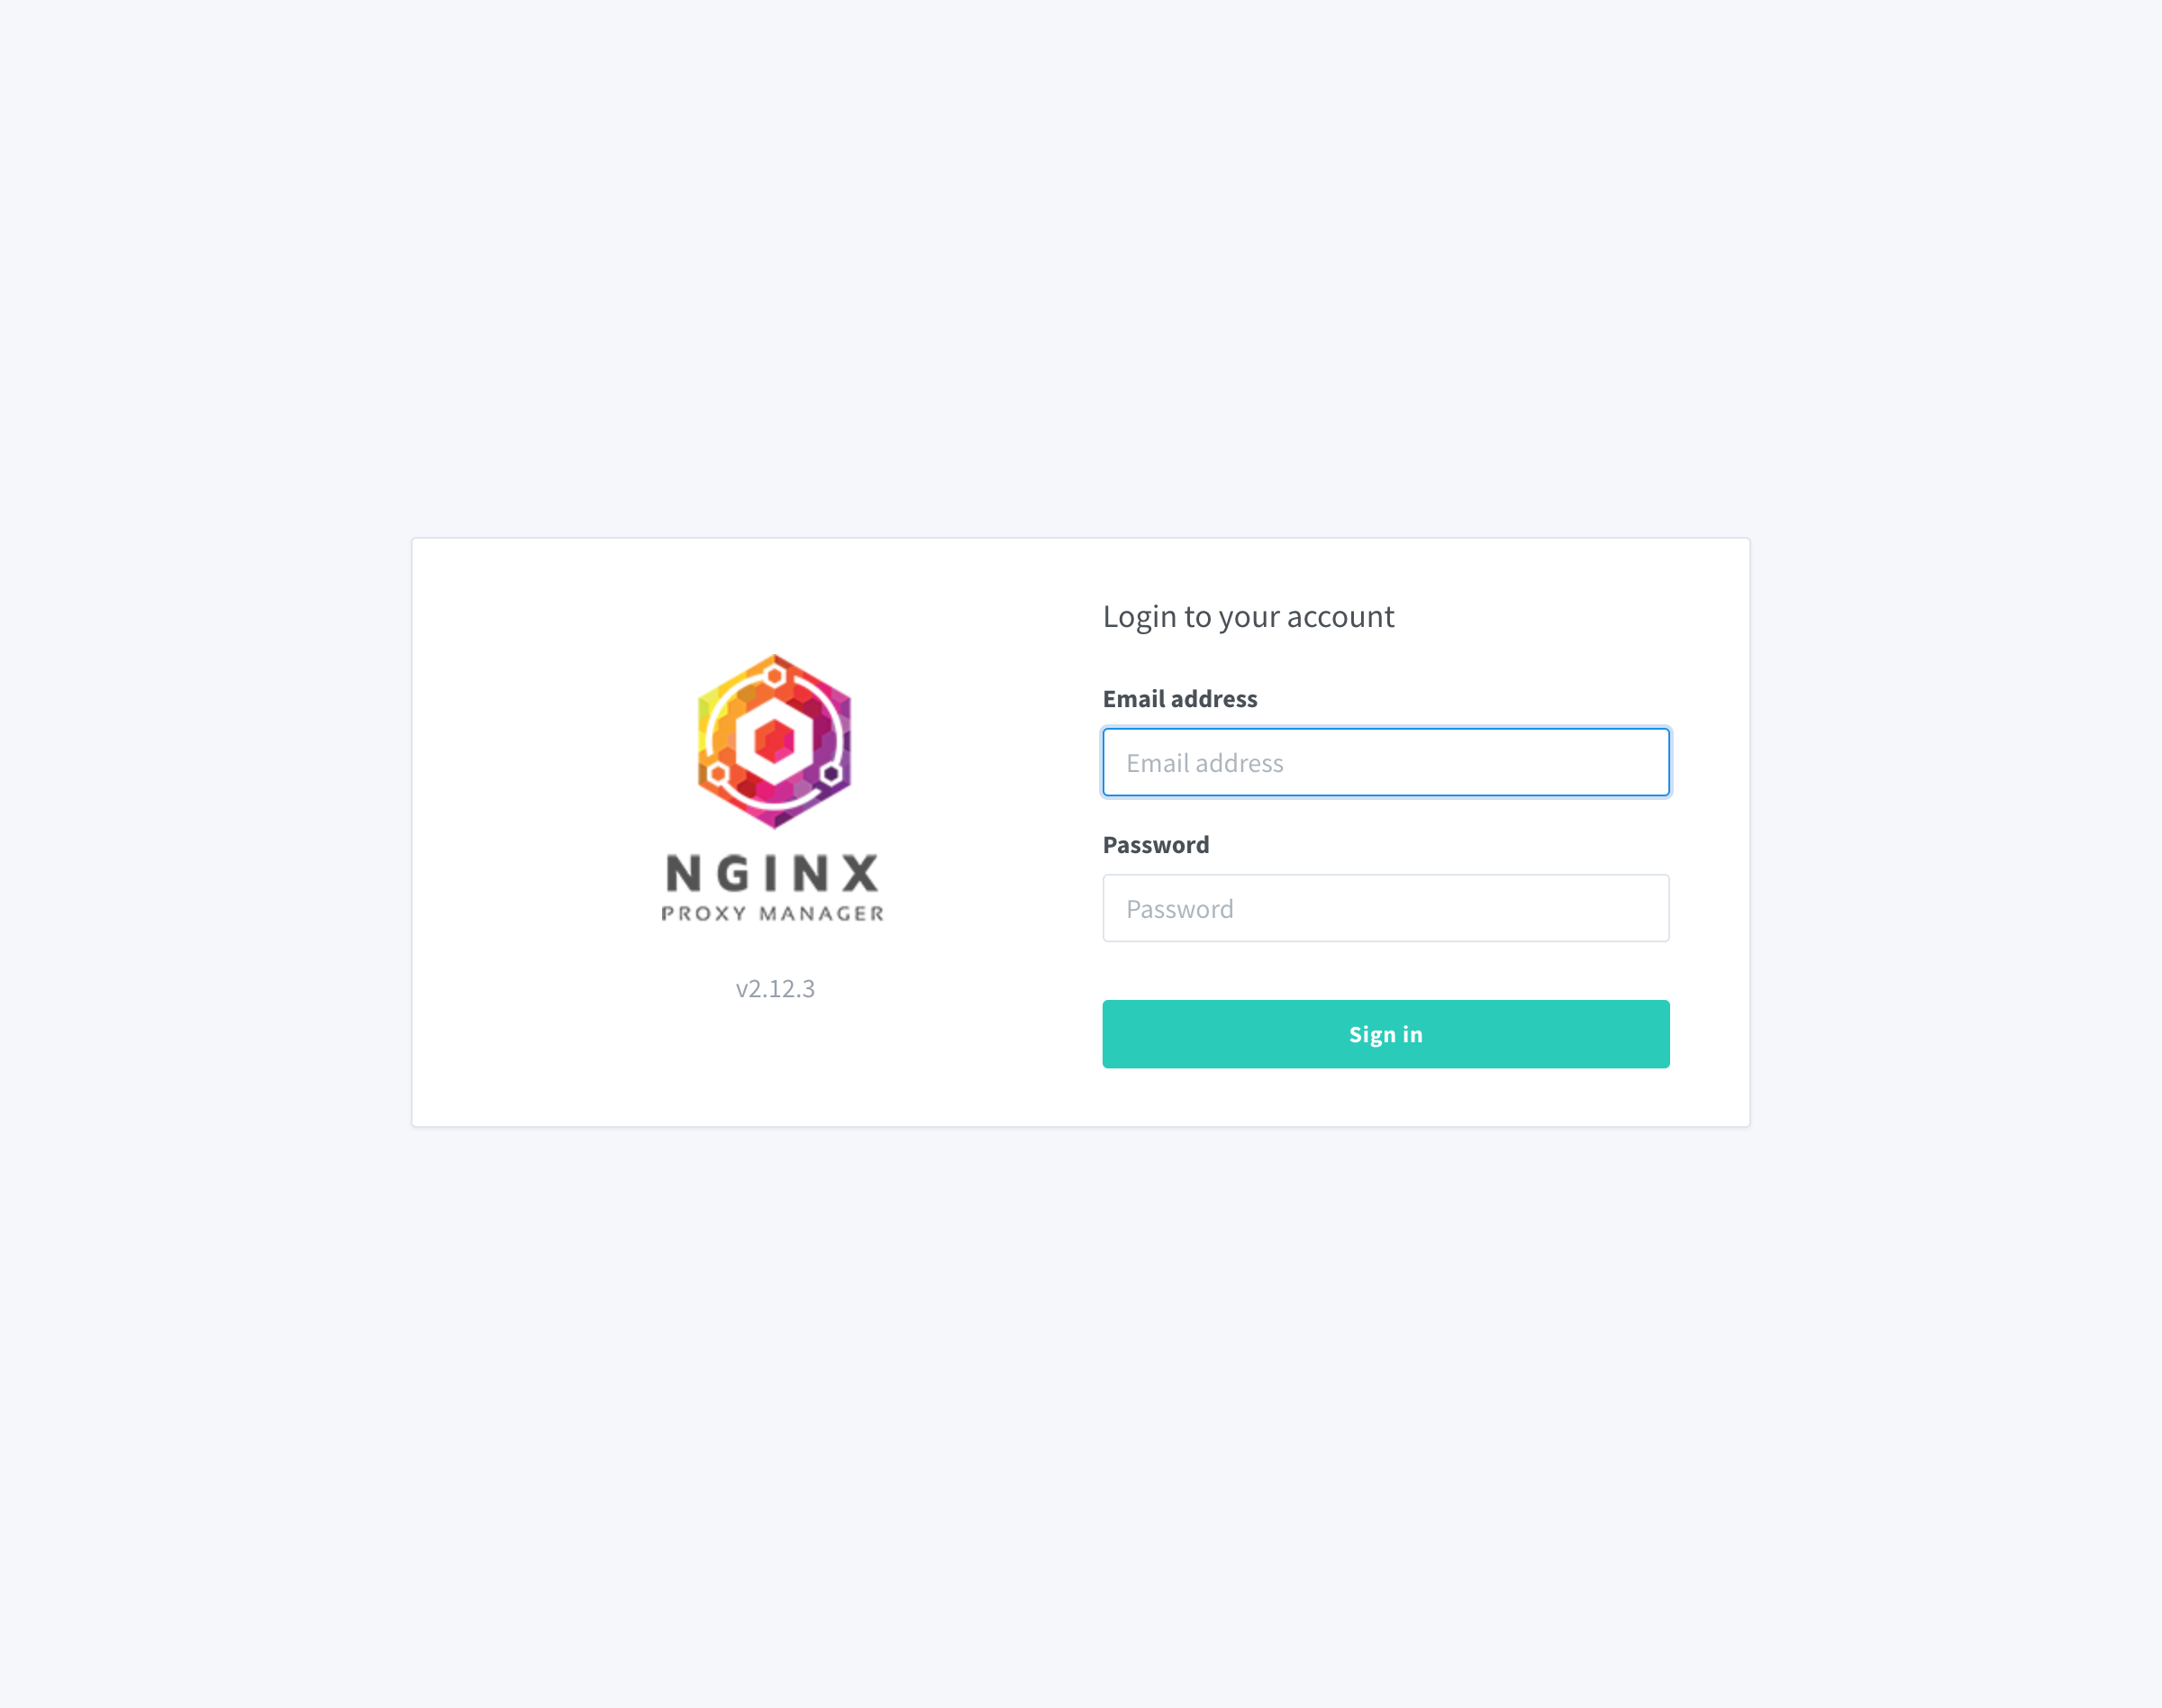 NGINX
PROXY MANAGER
v2.12.3
Login to your account
Email address
Email address
Password
Password
Sign in